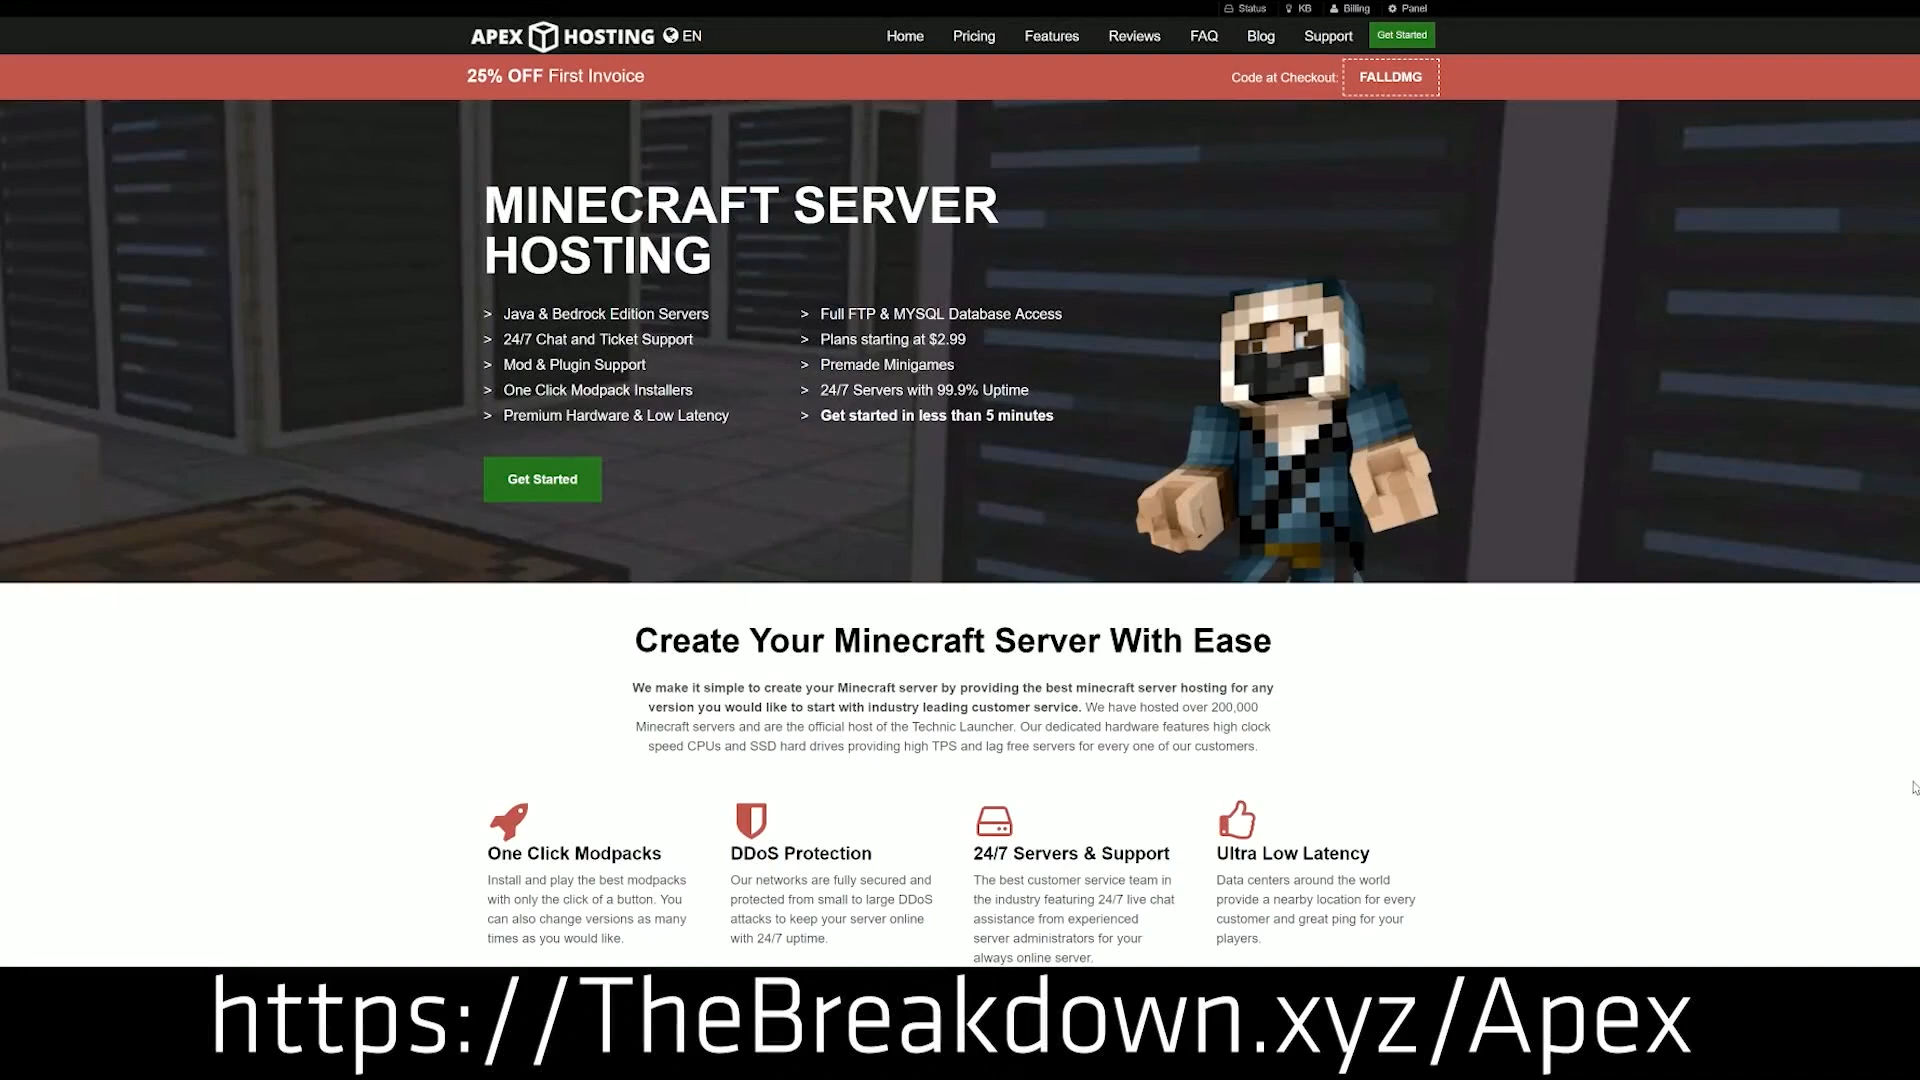 Status KB Billing Panel
APEX HOSTING EN Home Pricing Features Reviews FAQ Blog Support Get Started
25% OFF First Invoice Code at Checkout: FALLDMG
MINECRAFT SERVER
HOSTING
> Java & Bedrock Edition Servers
> 24/7 Chat and Ticket Support
> Mod & Plugin Support
> One Click Modpack Installers
> Premium Hardware & Low Latency
> Full FTP & MYSQL Database Access
> Plans starting at $2.99
> Premade Minigames
> 24/7 Servers with 99.9% Uptime
> Get started in less than 5 minutes
Get Started
Create Your Minecraft Server With Ease
We make it simple to create your Minecraft server by providing the best minecraft server hosting for any
version you would like to start with industry leading customer service. We have hosted over 200,000
Minecraft servers and are the official host of the Technic Launcher. Our dedicated hardware features high clock
speed CPUs and SSD hard drives providing high TPS and lag free servers for every one of our customers.
One Click Modpacks
Install and play the best modpacks
with only the click of a button. You
can also change versions as many
times as you would like.
DDoS Protection
Our networks are fully secured and
protected from small to large DDoS
attacks to keep your server online
with 24/7 uptime.
24/7 Servers & Support
The best customer service team in
the industry featuring 24/7 live chat
assistance from experienced
server administrators for your
always online server.
Ultra Low Latency
Data centers around the world
provide a nearby location for every
customer and great ping for your
players.
https://TheBreakdown.xyz/Apex